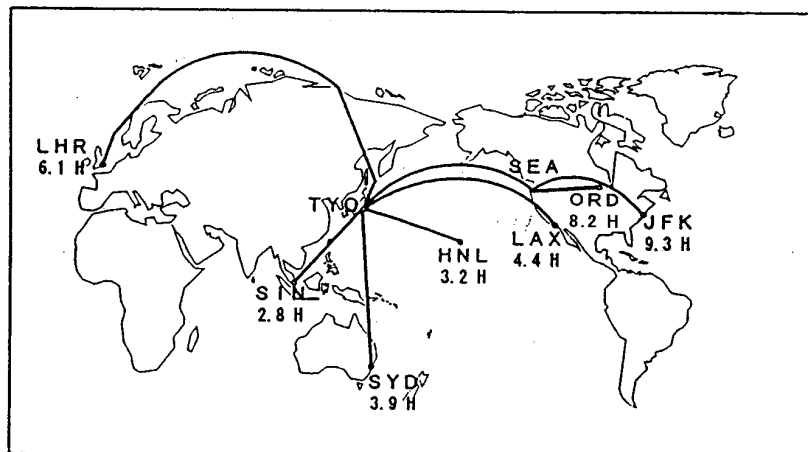 LHR
6.1 H
TYO
SEA
ORD
8.2 H
JFK
9.3 H
LAX
4.4 H
HNL
3.2 H
SIN
2.8 H
SYD
3.9 H